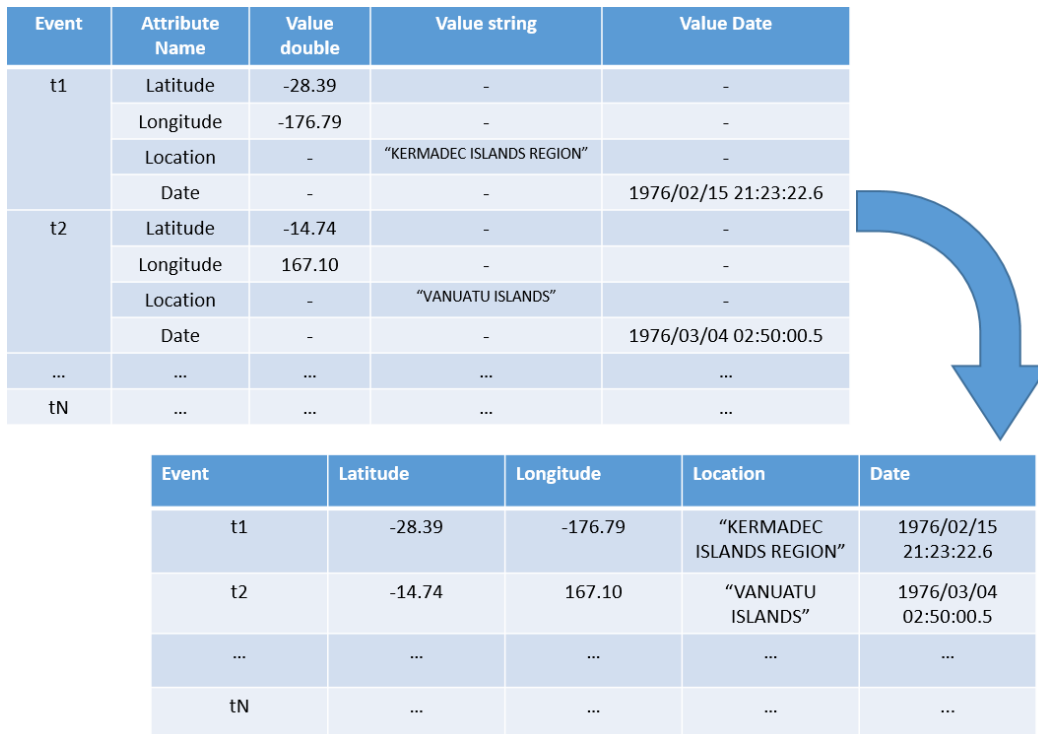 Event Attribute Name Value double Value string Value Date
t1 Latitude -28.39 - -
Longitude -176.79 - -
Location - “KERMADEC ISLANDS REGION” -
Date - - 1976/02/15 21:23:22.6
t2 Latitude -14.74 - -
Longitude 167.10 - -
Location - “VANUATU ISLANDS” -
Date - - 1976/03/04 02:50:00.5
... ... ... ... ...
tN ... ... ... ...
Event Latitude Longitude Location Date
t1 -28.39 -176.79 “KERMADEC ISLANDS REGION” 1976/02/15 21:23:22.6
t2 -14.74 167.10 “VANUATU ISLANDS” 1976/03/04 02:50:00.5
... ... ... ... ...
tN ... ... ... ...